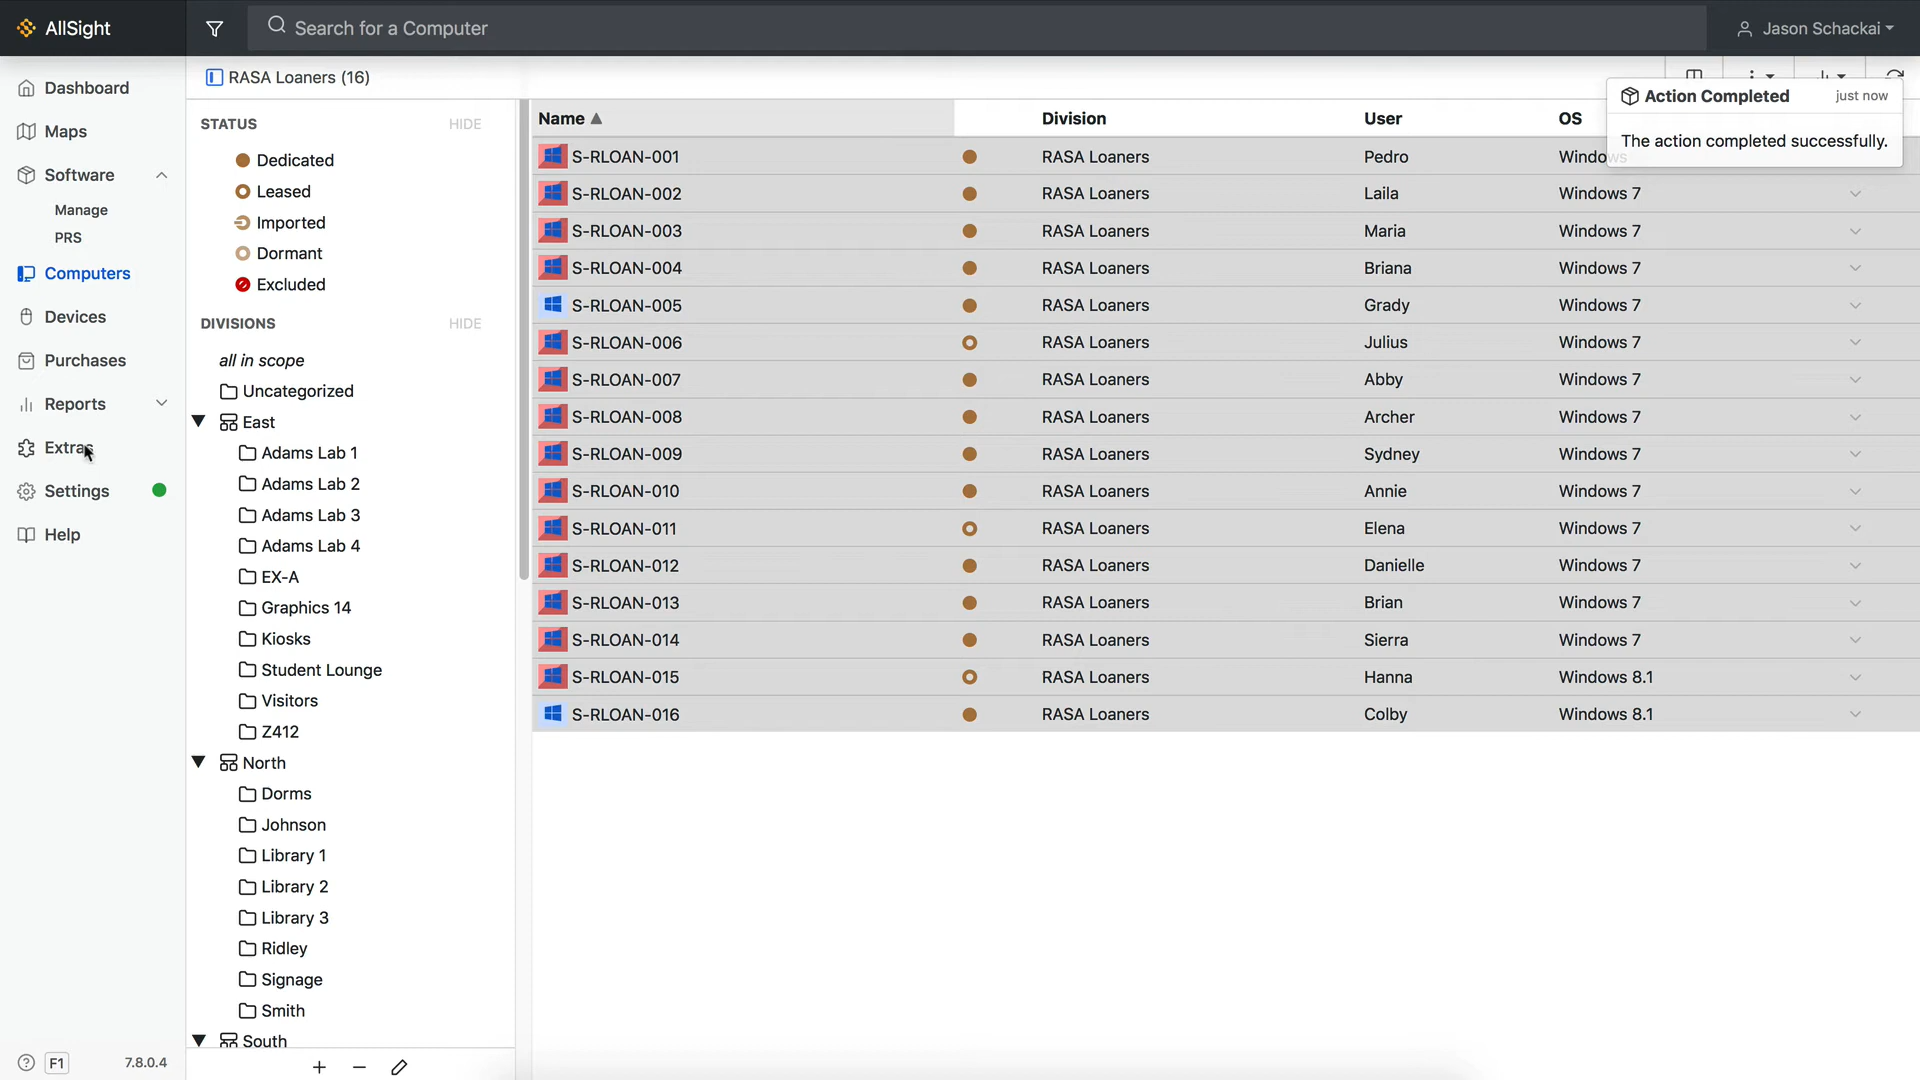 AllSight
Search for a Computer
Jason Schackai
Dashboard
Maps
Software
Manage
PRS
Computers
Devices
Purchases
Reports
Extras
Settings
Help
F1
7.8.0.4
RASA Loaners (16)
STATUS HIDE
Dedicated
Leased
Imported
Dormant
Excluded
DIVISIONS HIDE
all in scope
Uncategorized
East
Adams Lab 1
Adams Lab 2
Adams Lab 3
Adams Lab 4
EX-A
Graphics 14
Kiosks
Student Lounge
Visitors
Z412
North
Dorms
Johnson
Library 1
Library 2
Library 3
Ridley
Signage
Smith
South
Name Division User OS
S-RLOAN-001 RASA Loaners Pedro Windows
S-RLOAN-002 RASA Loaners Laila Windows 7
S-RLOAN-003 RASA Loaners Maria Windows 7
S-RLOAN-004 RASA Loaners Briana Windows 7
S-RLOAN-005 RASA Loaners Grady Windows 7
S-RLOAN-006 RASA Loaners Julius Windows 7
S-RLOAN-007 RASA Loaners Abby Windows 7
S-RLOAN-008 RASA Loaners Archer Windows 7
S-RLOAN-009 RASA Loaners Sydney Windows 7
S-RLOAN-010 RASA Loaners Annie Windows 7
S-RLOAN-011 RASA Loaners Elena Windows 7
S-RLOAN-012 RASA Loaners Danielle Windows 7
S-RLOAN-013 RASA Loaners Brian Windows 7
S-RLOAN-014 RASA Loaners Sierra Windows 7
S-RLOAN-015 RASA Loaners Hanna Windows 8.1
S-RLOAN-016 RASA Loaners Colby Windows 8.1
Action Completed just now
The action completed successfully.